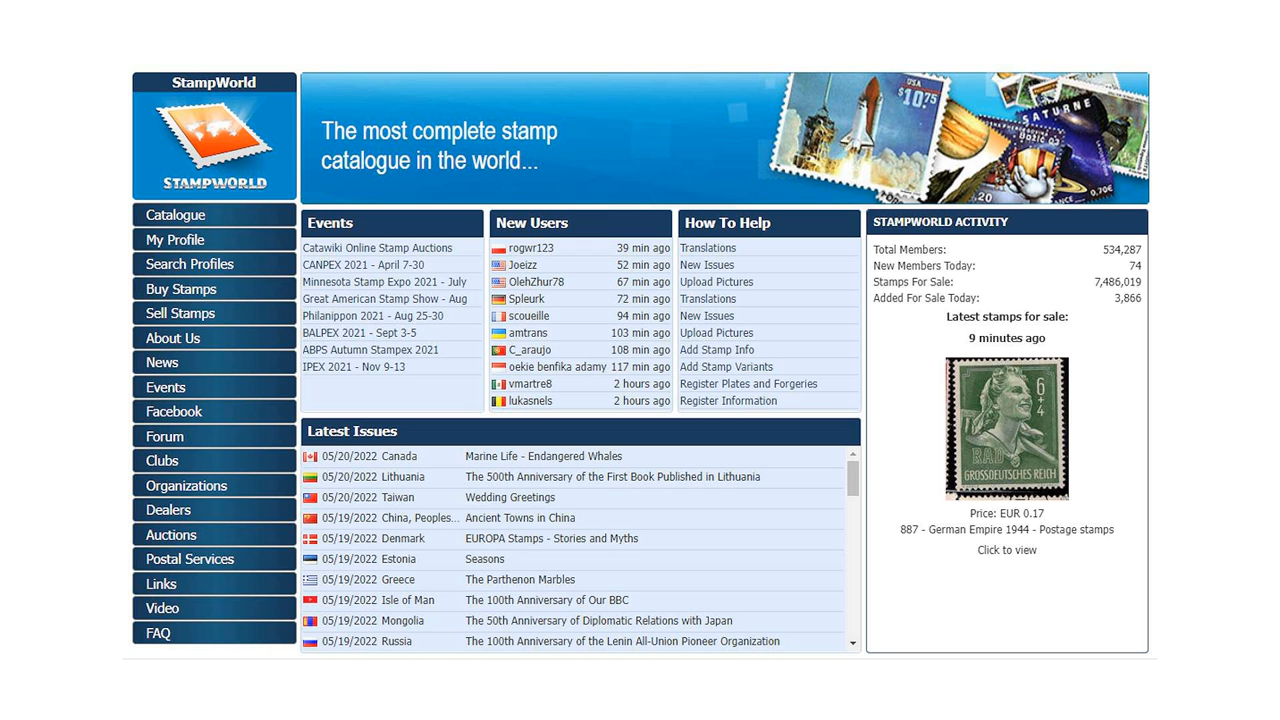 StampWorld
STAMPWORLD
The most complete stamp
catalogue in the world...
USA
$10.75
SATURNE
Božić 02
.20
0.70€
Catalogue
My Profile
Search Profiles
Buy Stamps
Sell Stamps
About Us
News
Events
Facebook
Forum
Clubs
Organizations
Dealers
Auctions
Postal Services
Links
Video
FAQ
Events
Catawiki Online Stamp Auctions
CANPEX 2021 - April 7-30
Minnesota Stamp Expo 2021 - July
Great American Stamp Show - Aug
Philanippon 2021 - Aug 25-30
BALPEX 2021 - Sept 3-5
ABPS Autumn Stampex 2021
IPEX 2021 - Nov 9-13
New Users
rogwr123 39 min ago
Joeizz 52 min ago
OlehZhur78 67 min ago
Spleurk 72 min ago
scoueille 94 min ago
amtrans 103 min ago
C_araujo 108 min ago
oekie benfika adamy 117 min ago
vmartre8 2 hours ago
lukasnels 2 hours ago
How To Help
Translations
New Issues
Upload Pictures
Translations
New Issues
Upload Pictures
Add Stamp Info
Add Stamp Variants
Register Plates and Forgeries
Register Information
Latest Issues
05/20/2022 Canada Marine Life - Endangered Whales
05/20/2022 Lithuania The 500th Anniversary of the First Book Published in Lithuania
05/20/2022 Taiwan Wedding Greetings
05/19/2022 China, Peoples... Ancient Towns in China
05/19/2022 Denmark EUROPA Stamps - Stories and Myths
05/19/2022 Estonia Seasons
05/19/2022 Greece The Parthenon Marbles
05/19/2022 Isle of Man The 100th Anniversary of Our BBC
05/19/2022 Mongolia The 50th Anniversary of Diplomatic Relations with Japan
05/19/2022 Russia The 100th Anniversary of the Lenin All-Union Pioneer Organization
STAMPWORLD ACTIVITY
Total Members: 534,287
New Members Today: 74
Stamps For Sale: 7,486,019
Added For Sale Today: 3,866
Latest stamps for sale:
9 minutes ago
6
+
4
RAD
GROSSDEUTSCHES REICH
Price: EUR 0.17
887 - German Empire 1944 - Postage stamps
Click to view